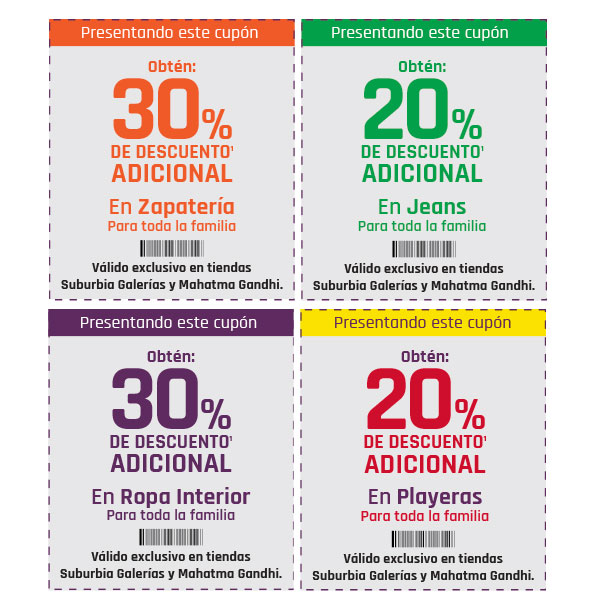 Presentando este cupón
Obtén:
30%
DE DESCUENTO¹
ADICIONAL
En Zapatería
Para toda la familia
Válido exclusivo en tiendas
Suburbia Galerías y Mahatma Gandhi.
Presentando este cupón
Obtén:
20%
DE DESCUENTO¹
ADICIONAL
En Jeans
Para toda la familia
Válido exclusivo en tiendas
Suburbia Galerías y Mahatma Gandhi.
Presentando este cupón
Obtén:
30%
DE DESCUENTO¹
ADICIONAL
En Ropa Interior
Para toda la familia
Válido exclusivo en tiendas
Suburbia Galerías y Mahatma Gandhi.
Presentando este cupón
Obtén:
20%
DE DESCUENTO¹
ADICIONAL
En Playeras
Para toda la familia
Válido exclusivo en tiendas
Suburbia Galerías y Mahatma Gandhi.